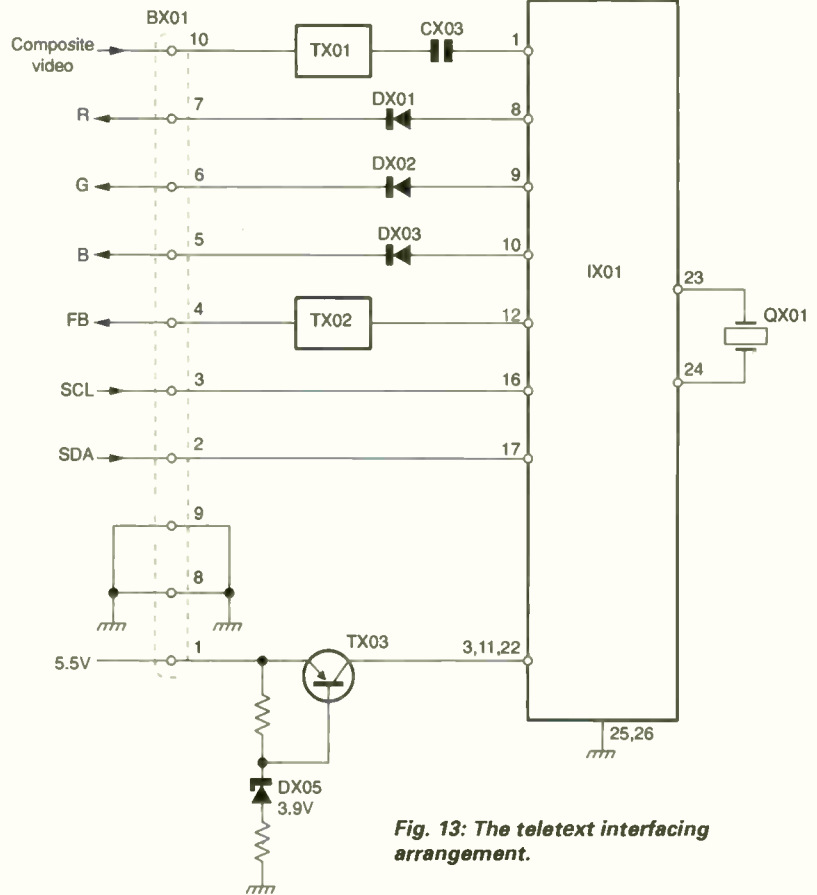 BX01
Composite
video
10
TX01
CX03
1
R
7
DX01
8
G
6
DX02
9
B
5
DX03
10
IX01
FB
4
TX02
12
23
QX01
24
SCL
3
16
SDA
2
17
9
8
5.5V
1
TX03
3,11,22
25,26
DX05
3.9V
Fig. 13: The teletext interfacing
arrangement.